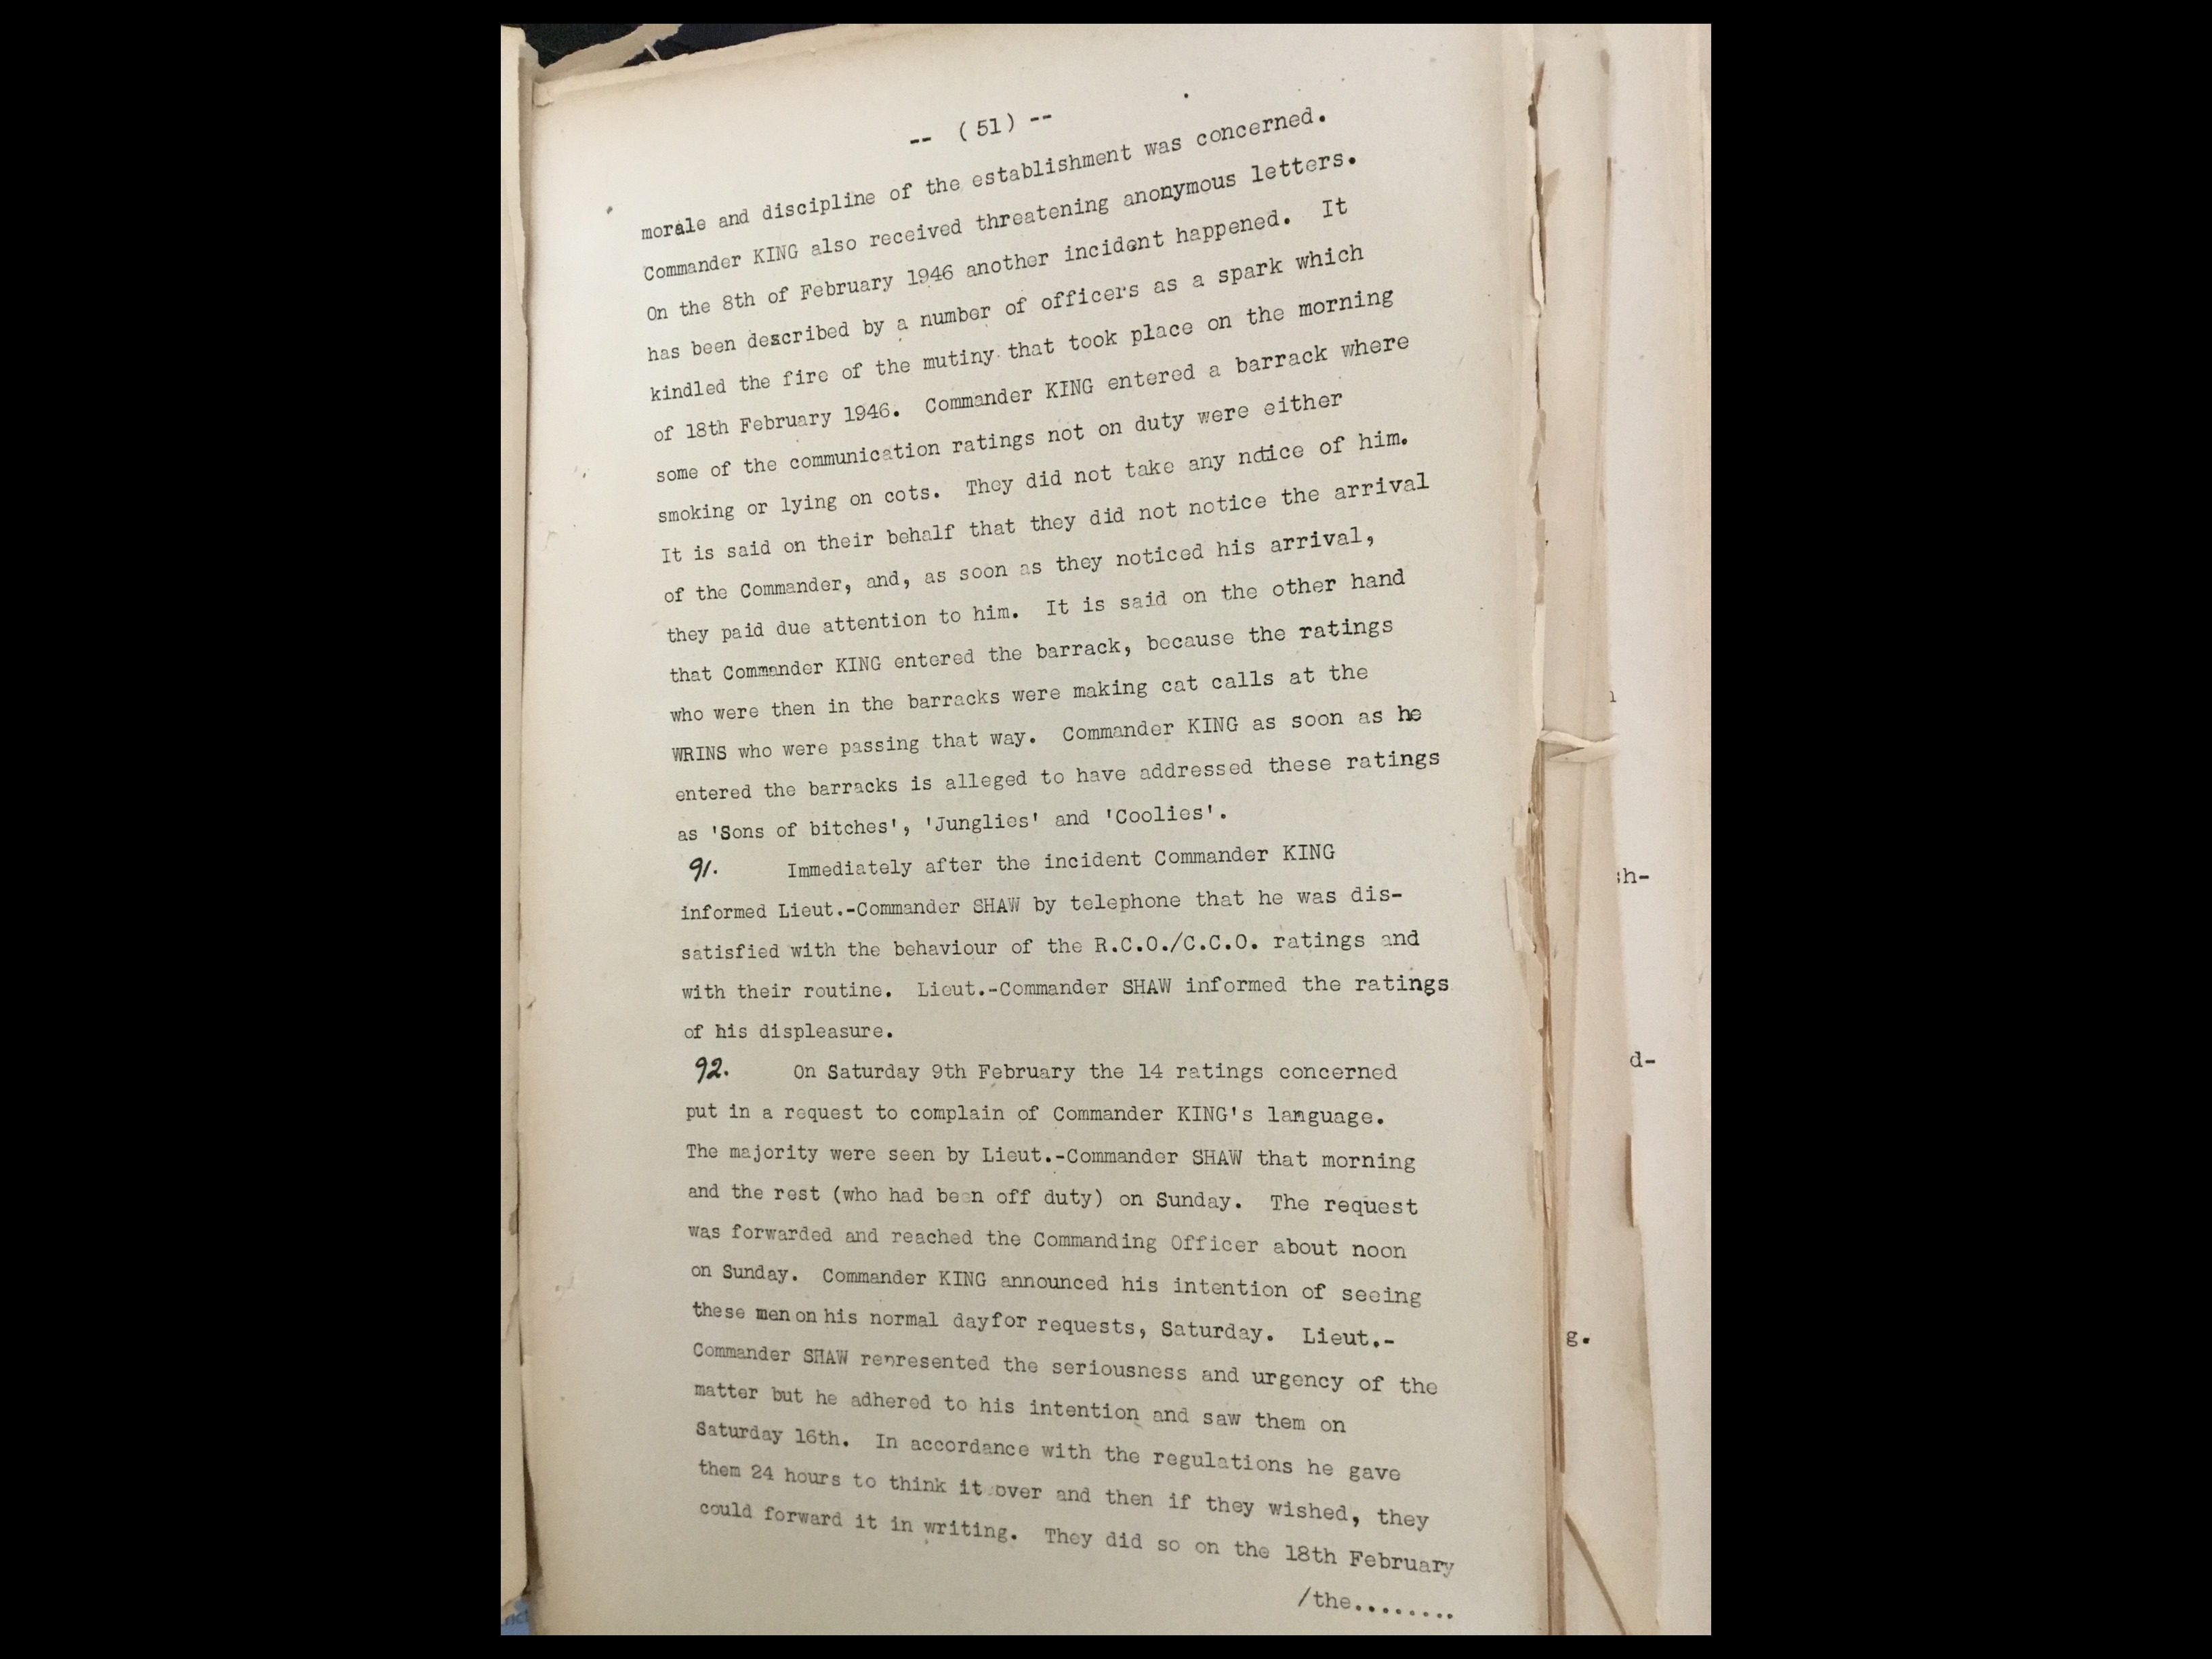 -- (51) --
morale and discipline of the establishment was concerned.
Commander KING also received threatening anonymous letters.
On the 8th of February 1946 another incident happened. It
has been described by a number of officers as a spark which
kindled the fire of the mutiny that took place on the morning
of 18th February 1946. Commander KING entered a barrack where
some of the communication ratings not on duty were either
smoking or lying on cots. They did not take any notice of him.
It is said on their behalf that they did not notice the arrival
of the Commander, and, as soon as they noticed his arrival,
they paid due attention to him. It is said on the other hand
that Commander KING entered the barrack, because the ratings
who were then in the barracks were making cat calls at the
WRINS who were passing that way. Commander KING as soon as he
entered the barracks is alleged to have addressed these ratings
as 'Sons of bitches', 'Junglies' and 'Coolies'.
91. Immediately after the incident Commander KING
informed Lieut.-Commander SHAW by telephone that he was dis-
satisfied with the behaviour of the R.C.O./C.C.O. ratings and
with their routine. Lieut.-Commander SHAW informed the ratings
of his displeasure.
92. On Saturday 9th February the 14 ratings concerned
put in a request to complain of Commander KING's language.
The majority were seen by Lieut.-Commander SHAW that morning
and the rest (who had been off duty) on Sunday. The request
was forwarded and reached the Commanding Officer about noon
on Sunday. Commander KING announced his intention of seeing
these men on his normal dayfor requests, Saturday. Lieut.-
Commander SHAW represented the seriousness and urgency of the
matter but he adhered to his intention and saw them on
Saturday 16th. In accordance with the regulations he gave
them 24 hours to think it over and then if they wished, they
could forward it in writing. They did so on the 18th February
/the........
h-
d-
g.